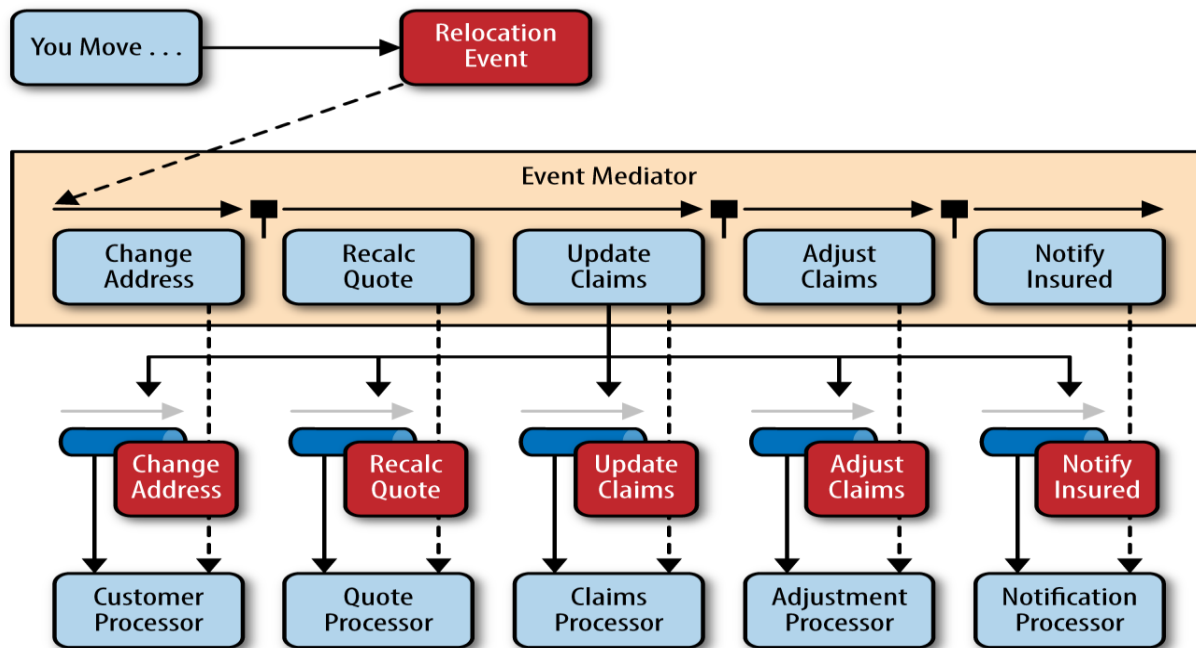 You Move . . .
Relocation
Event
Event Mediator
Change
Address
Recalc
Quote
Update
Claims
Adjust
Claims
Notify
Insured
Change
Address
Recalc
Quote
Update
Claims
Adjust
Claims
Notify
Insured
Customer
Processor
Quote
Processor
Claims
Processor
Adjustment
Processor
Notification
Processor